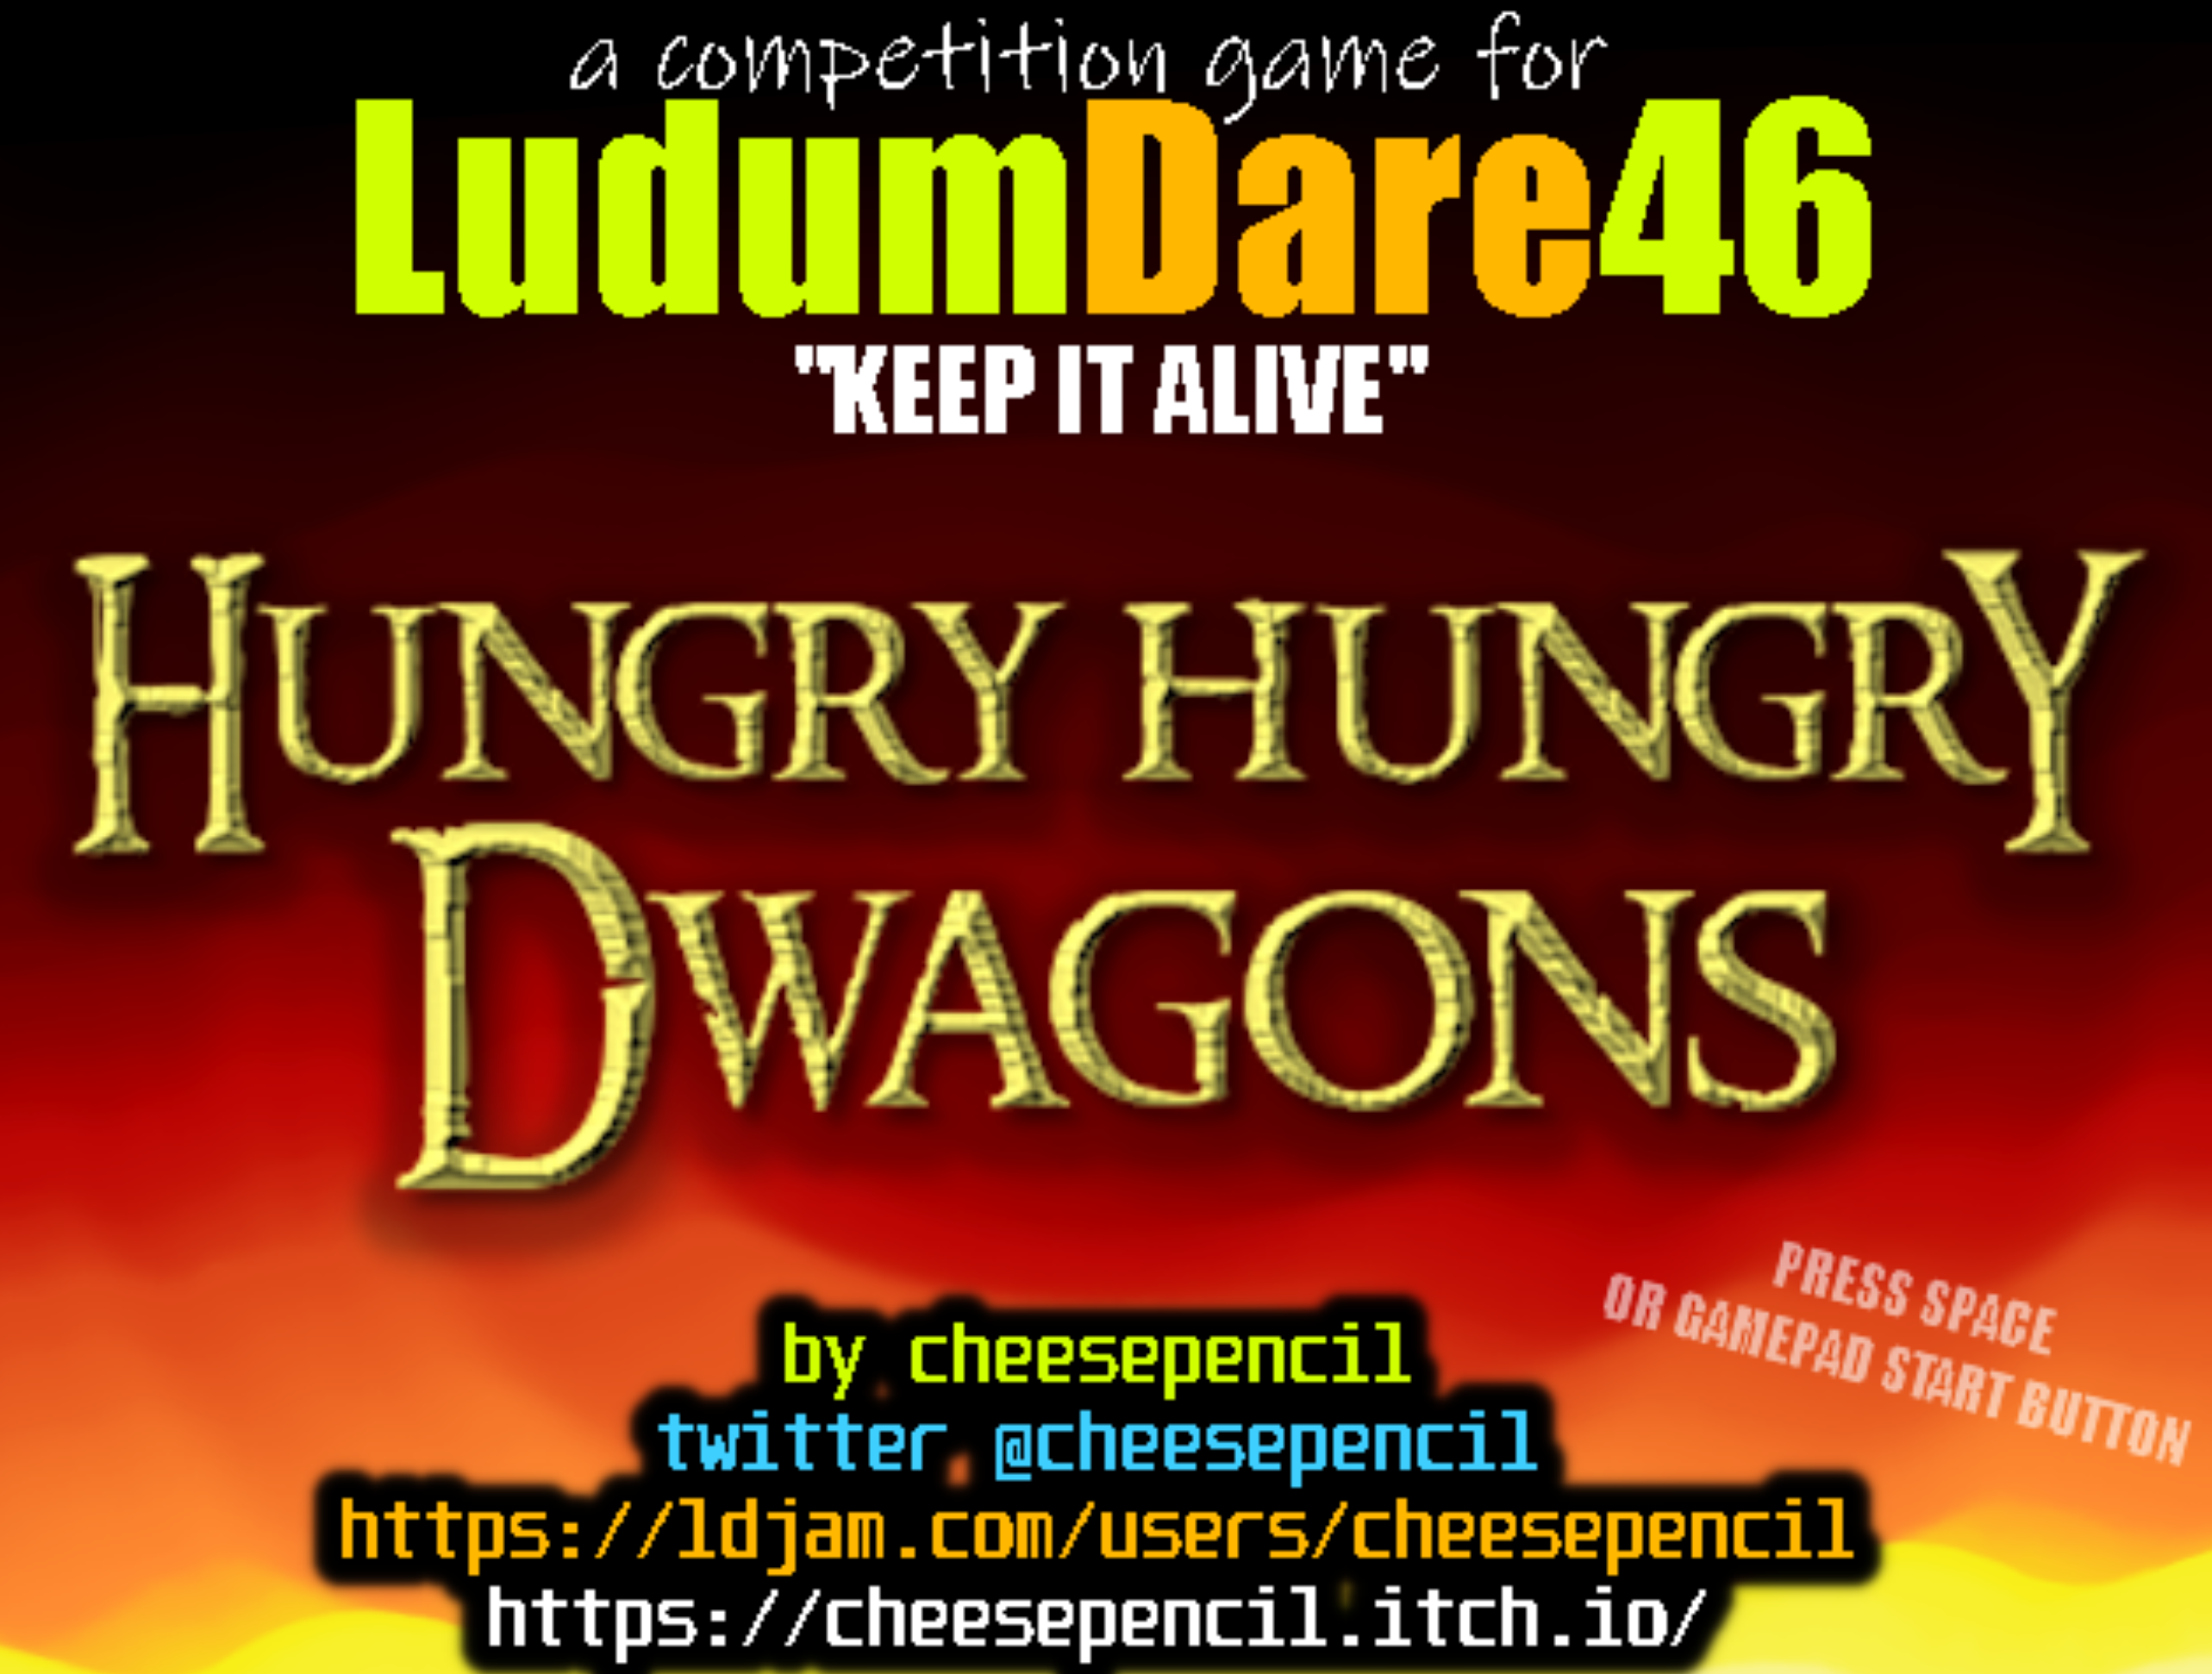 a competition game for
LudumDare46
"KEEP IT ALIVE"
HUNGRY HUNGRY
DWAGONS
PRESS SPACE
OR GAMEPAD START BUTTON
by cheesepencil
twitter @cheesepencil
https://ldjam.com/users/cheesepencil
https://cheesepencil.itch.io/